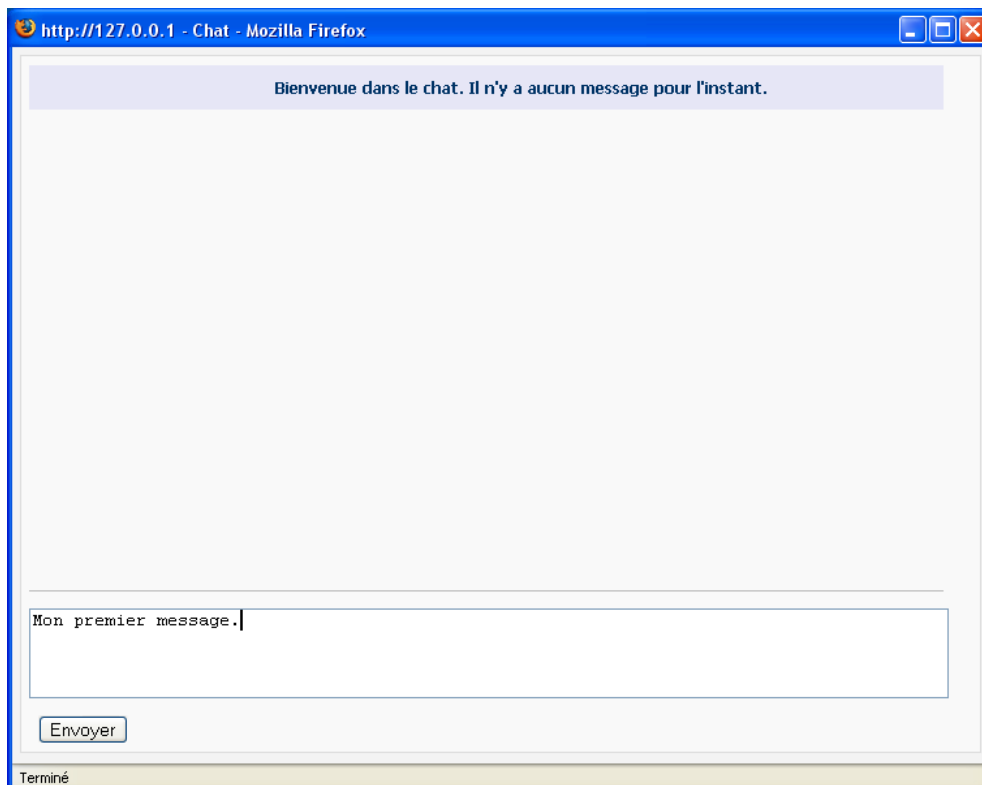 http://127.0.0.1 - Chat - Mozilla Firefox
Bienvenue dans le chat. Il n'y a aucun message pour l'instant.
Mon premier message.
Envoyer
Terminé